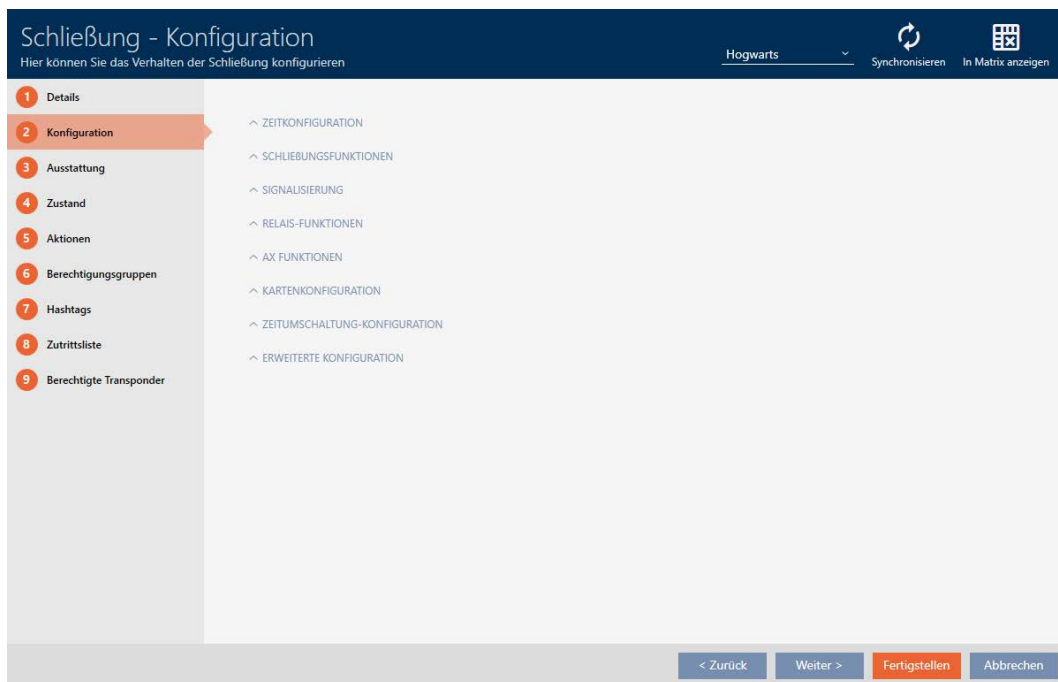 Schließung - Konfiguration
Hier können Sie das Verhalten der Schließung konfigurieren
Hogwarts
Synchronisieren
In Matrix anzeigen
1 Details
2 Konfiguration
3 Ausstattung
4 Zustand
5 Aktionen
6 Berechtigungsgruppen
7 Hashtags
8 Zutrittsliste
9 Berechtigte Transponder
ZEITKONFIGURATION
SCHLIEßUNGSFUNKTIONEN
SIGNALISIERUNG
RELAIS-FUNKTIONEN
AX FUNKTIONEN
KARTENKONFIGURATION
ZEITUMSCHALTUNG-KONFIGURATION
ERWEITERTE KONFIGURATION
< Zurück
Weiter >
Fertigstellen
Abbrechen